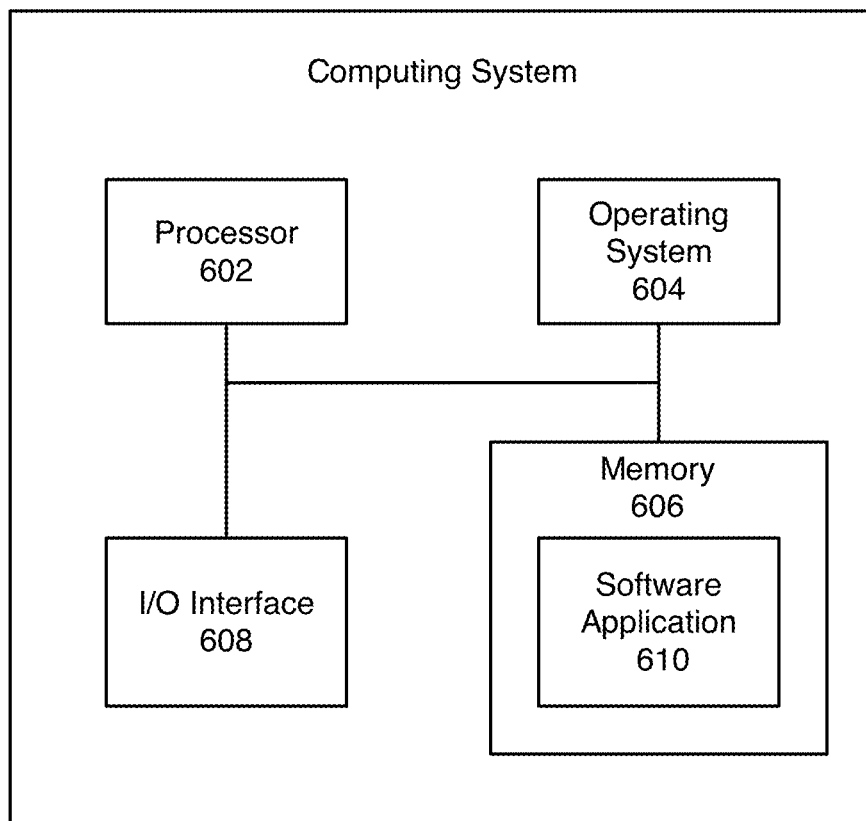 Computing System
Processor
602
Operating
System
604
Memory
606
I/O Interface
608
Software
Application
610